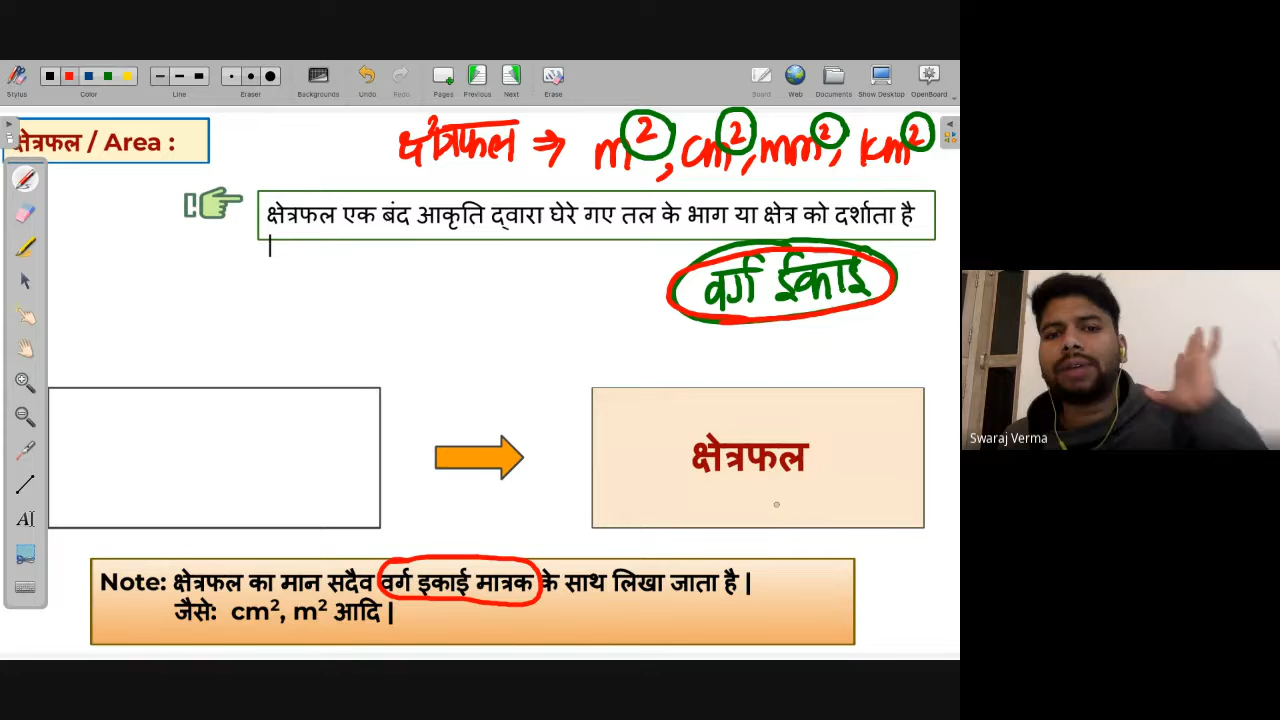 Stylus
Color
Line
Eraser
Backgrounds
Undo
Redo
Pages
Previous
Next
Erase
Board
Web
Documents
Show Desktop
OpenBoard
क्षेत्रफल / Area :
क्षेत्रफल ⇒ m², cm², mm², km²
क्षेत्रफल एक बंद आकृति द्वारा घेरे गए तल के भाग या क्षेत्र को दर्शाता है
|
वर्ग ईकाई
क्षेत्रफल
Swaraj Verma
Note: क्षेत्रफल का मान सदैव वर्ग इकाई मात्रक के साथ लिखा जाता है |
जैसे: cm², m² आदि |